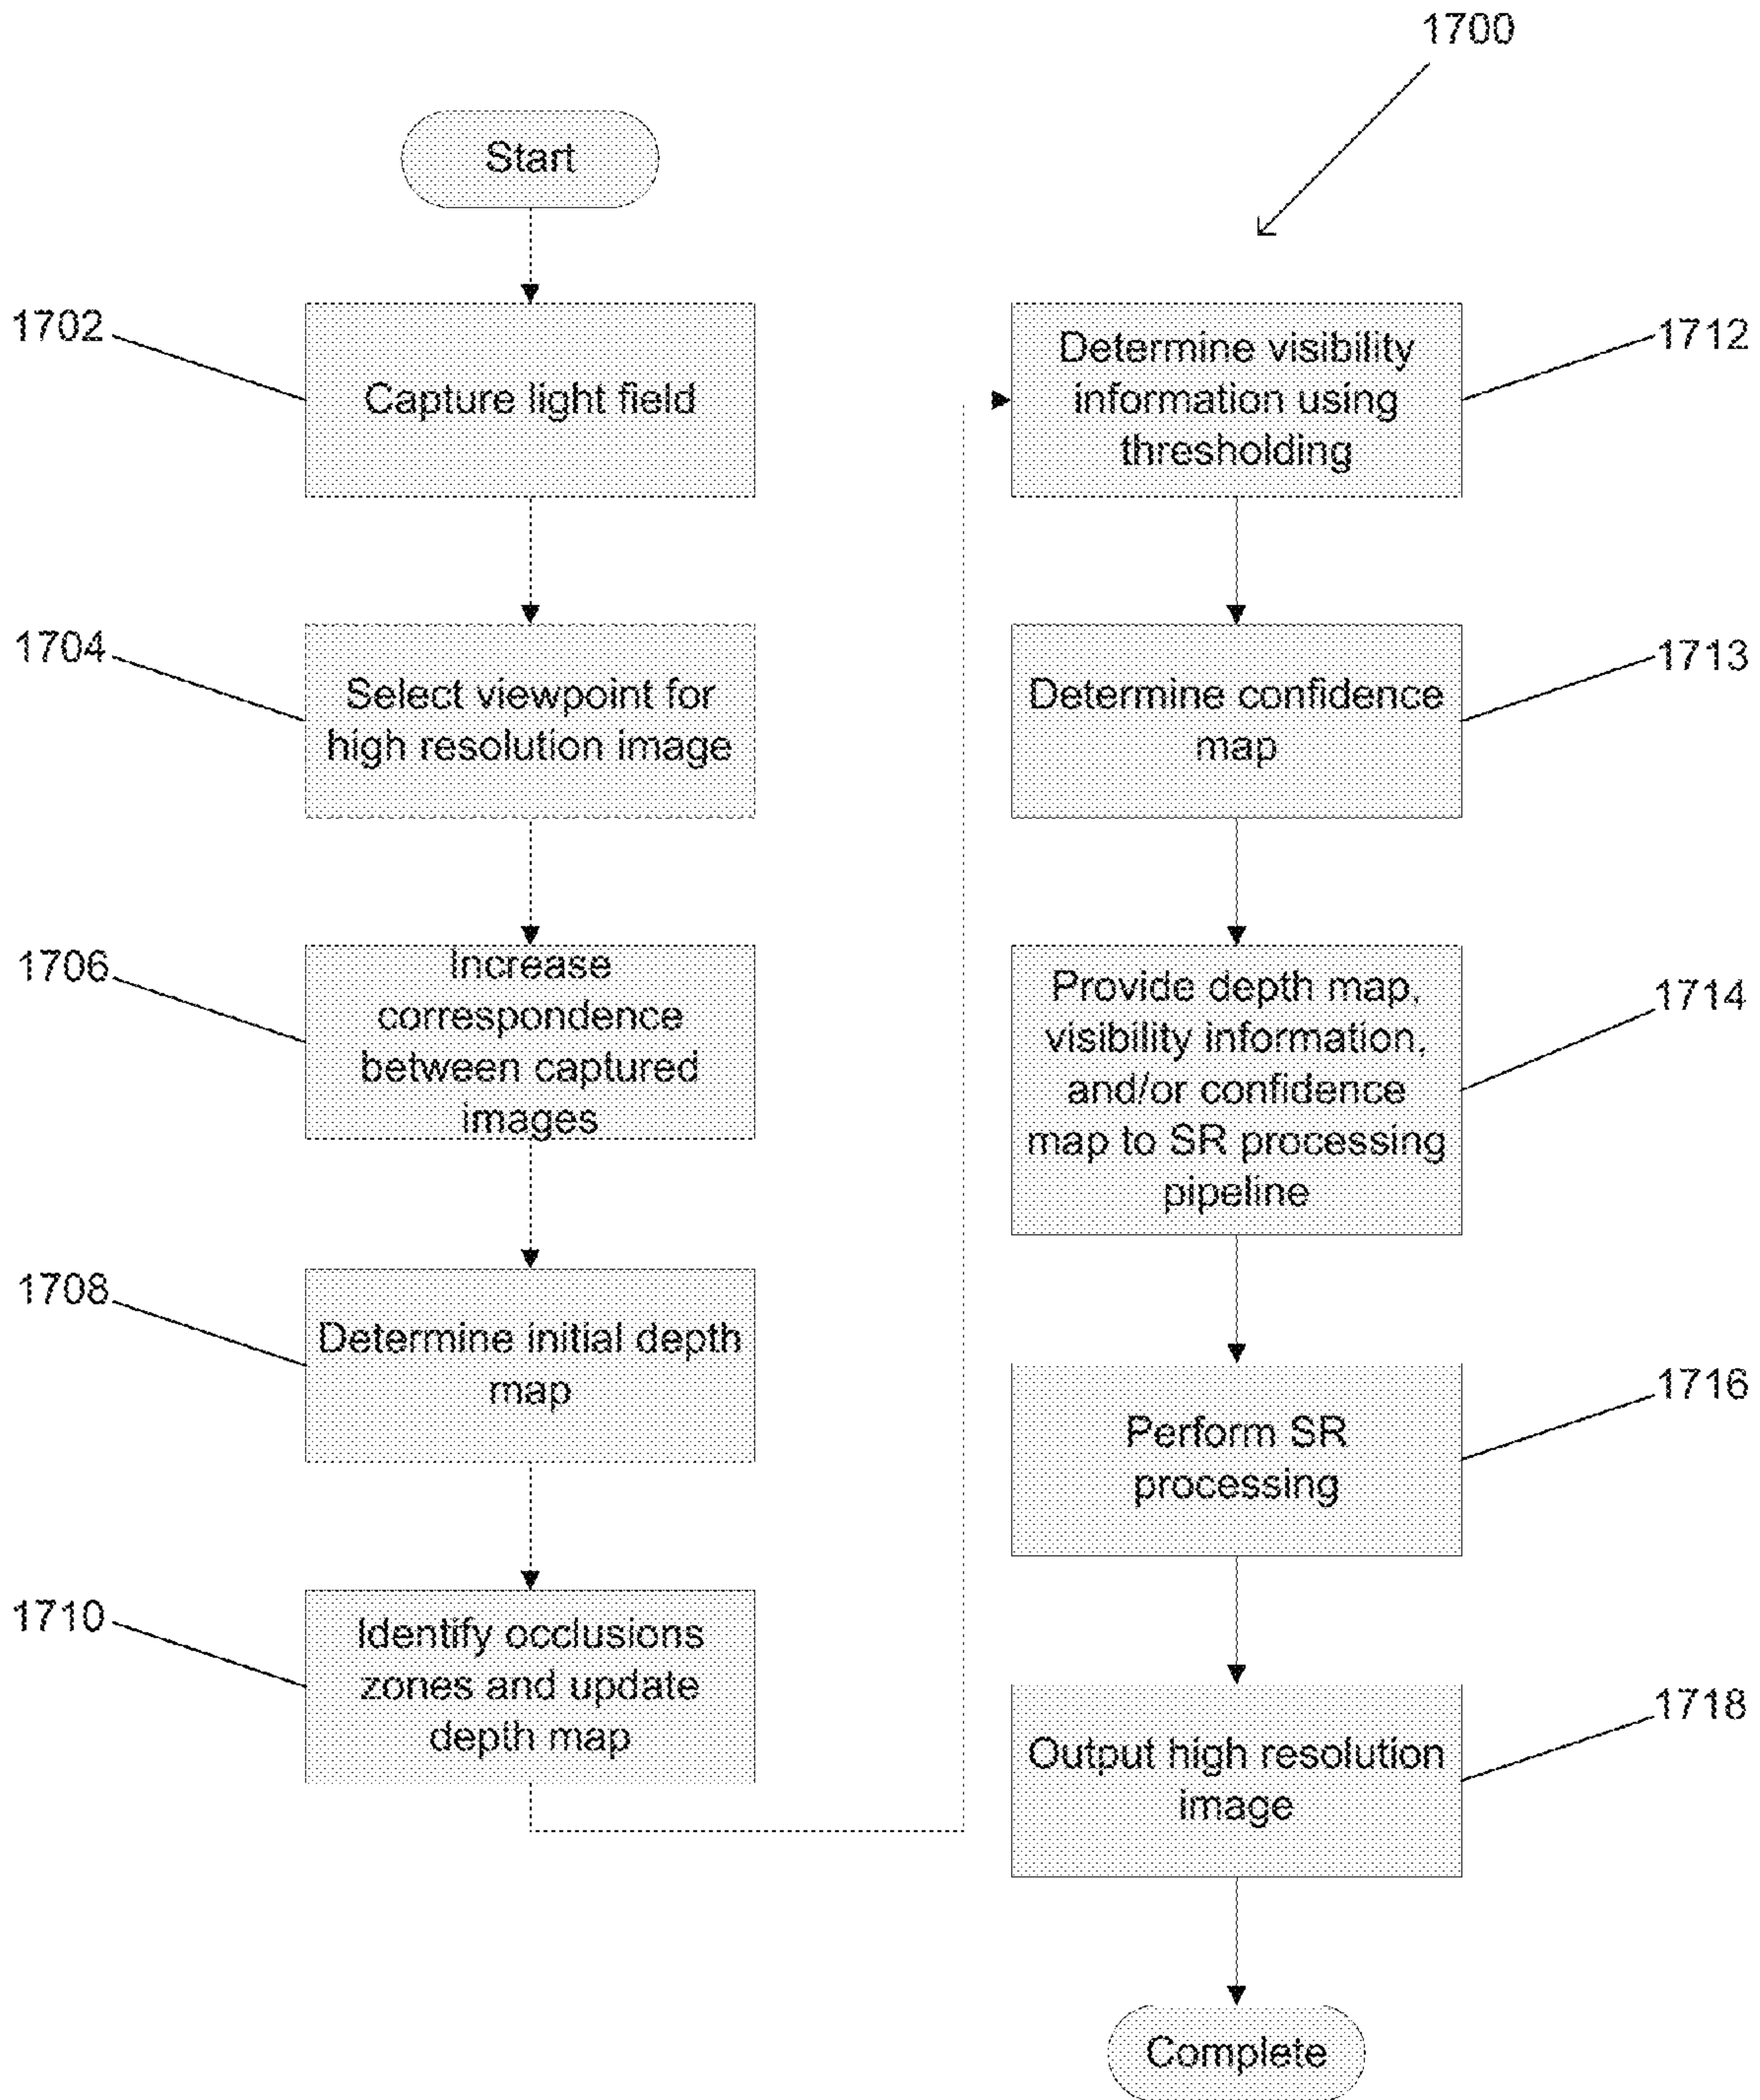 1700
Start
1702
Capture light field
1704
Select viewpoint for
high resolution image
1706
Increase
correspondence
between captured
images
1708
Determine initial depth
map
1710
Identify occlusions
zones and update
depth map
1712
Determine visibility
information using
thresholding
1713
Determine confidence
map
1714
Provide depth map,
visibility information,
and/or confidence
map to SR processing
pipeline
1716
Perform SR
processing
1718
Output high resolution
image
Complete